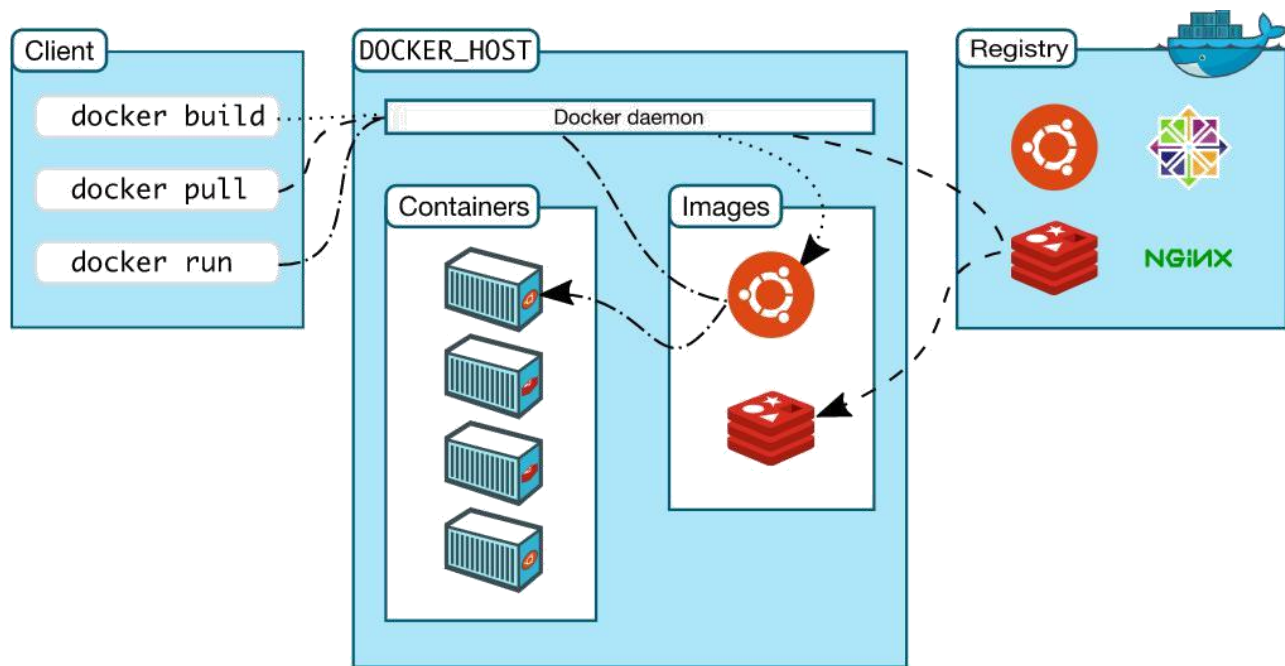 Client
docker build
docker pull
docker run
DOCKER_HOST
Docker daemon
Containers
Images
Registry
NGINX